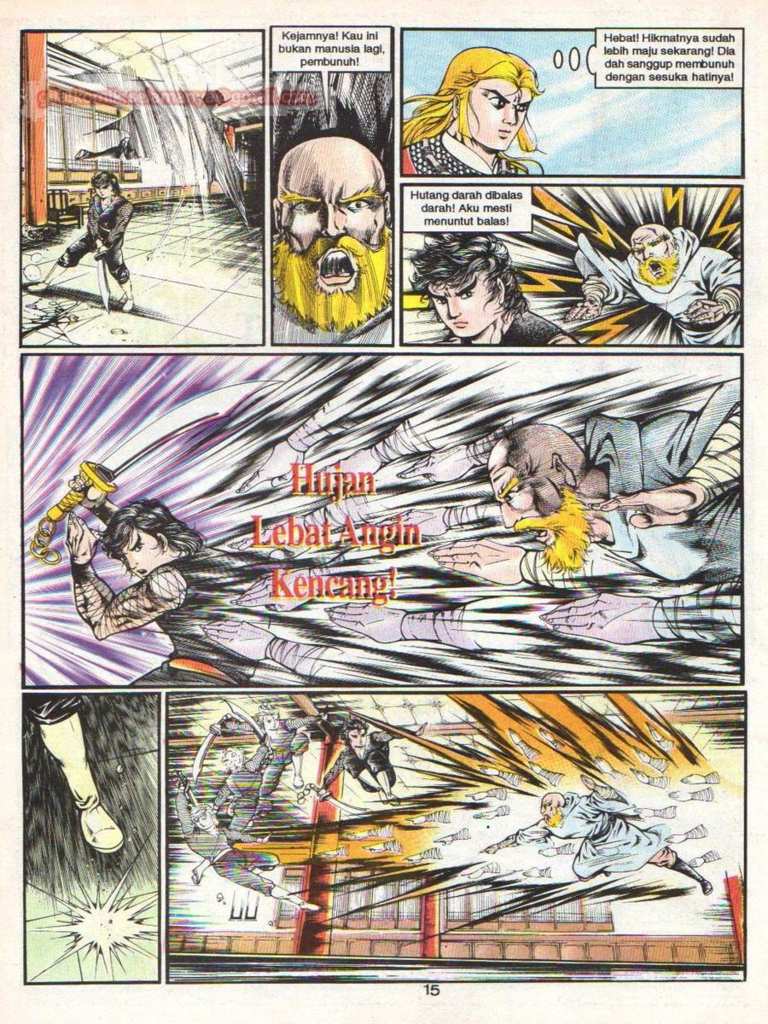 Kejamnya! Kau ini
bukan manusia lagi,
pembunuh!
Hebat! Hikmatnya sudah
lebih maju sekarang! Dia
dah sanggup membunuh
dengan sesuka hatinya!
Hutang darah dibalas
darah! Aku mesti
menuntut balas!
Hujan
Lebat Angin
Kencang!
15